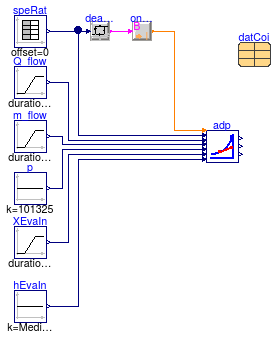 speRat
offset=0
dea...
on...
B
I
datCoi
Q_flow
duratio...
m_flow
duratio...
adp
p
k=101325
XEvaIn
duratio...
hEvaIn
k=Medi...